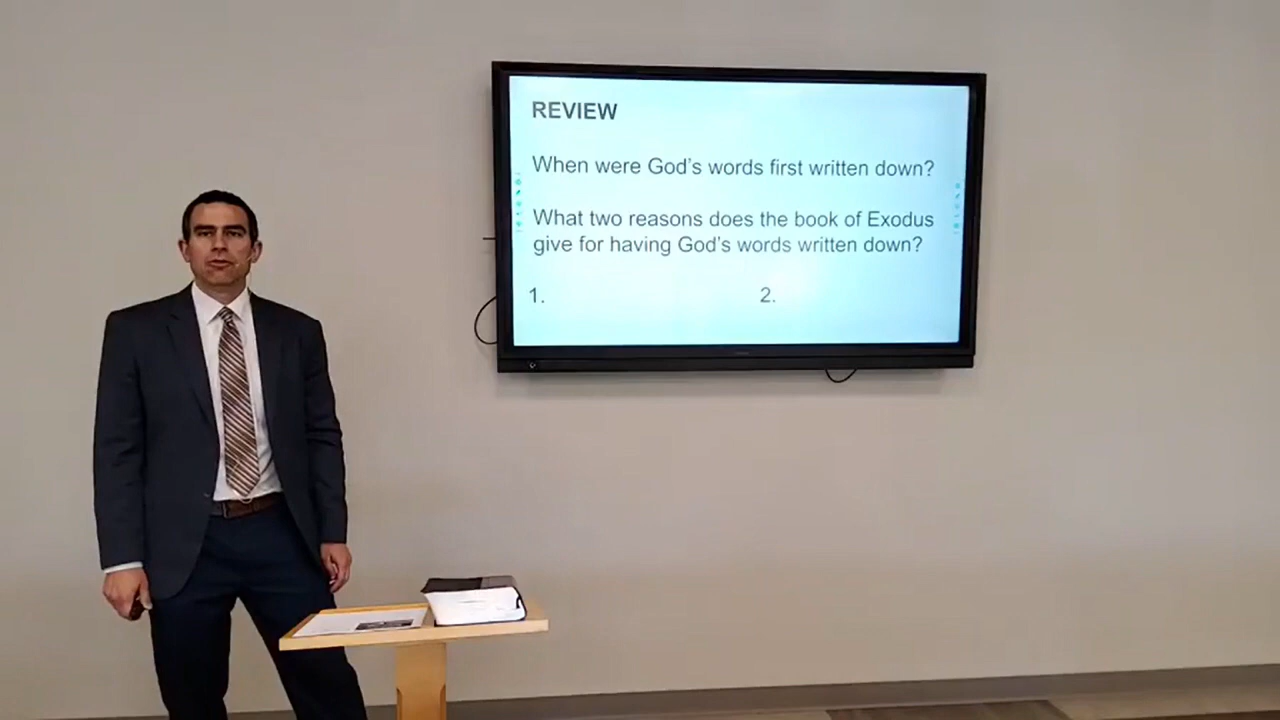 REVIEW
When were God's words first written down?
What two reasons does the book of Exodus
give for having God's words written down?
1. 2.